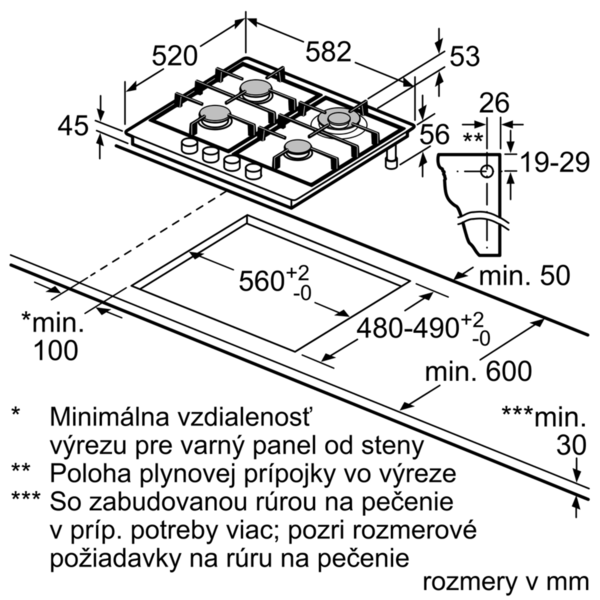 520
582
53
45
56
26
**
19-29
560+2-0
min. 50
*min.
100
480-490+2-0
min. 600
***min.
30
* Minimálna vzdialenosť
výrezu pre varný panel od steny
** Poloha plynovej prípojky vo výreze
*** So zabudovanou rúrou na pečenie
v príp. potreby viac; pozri rozmerové
požiadavky na rúru na pečenie
rozmery v mm